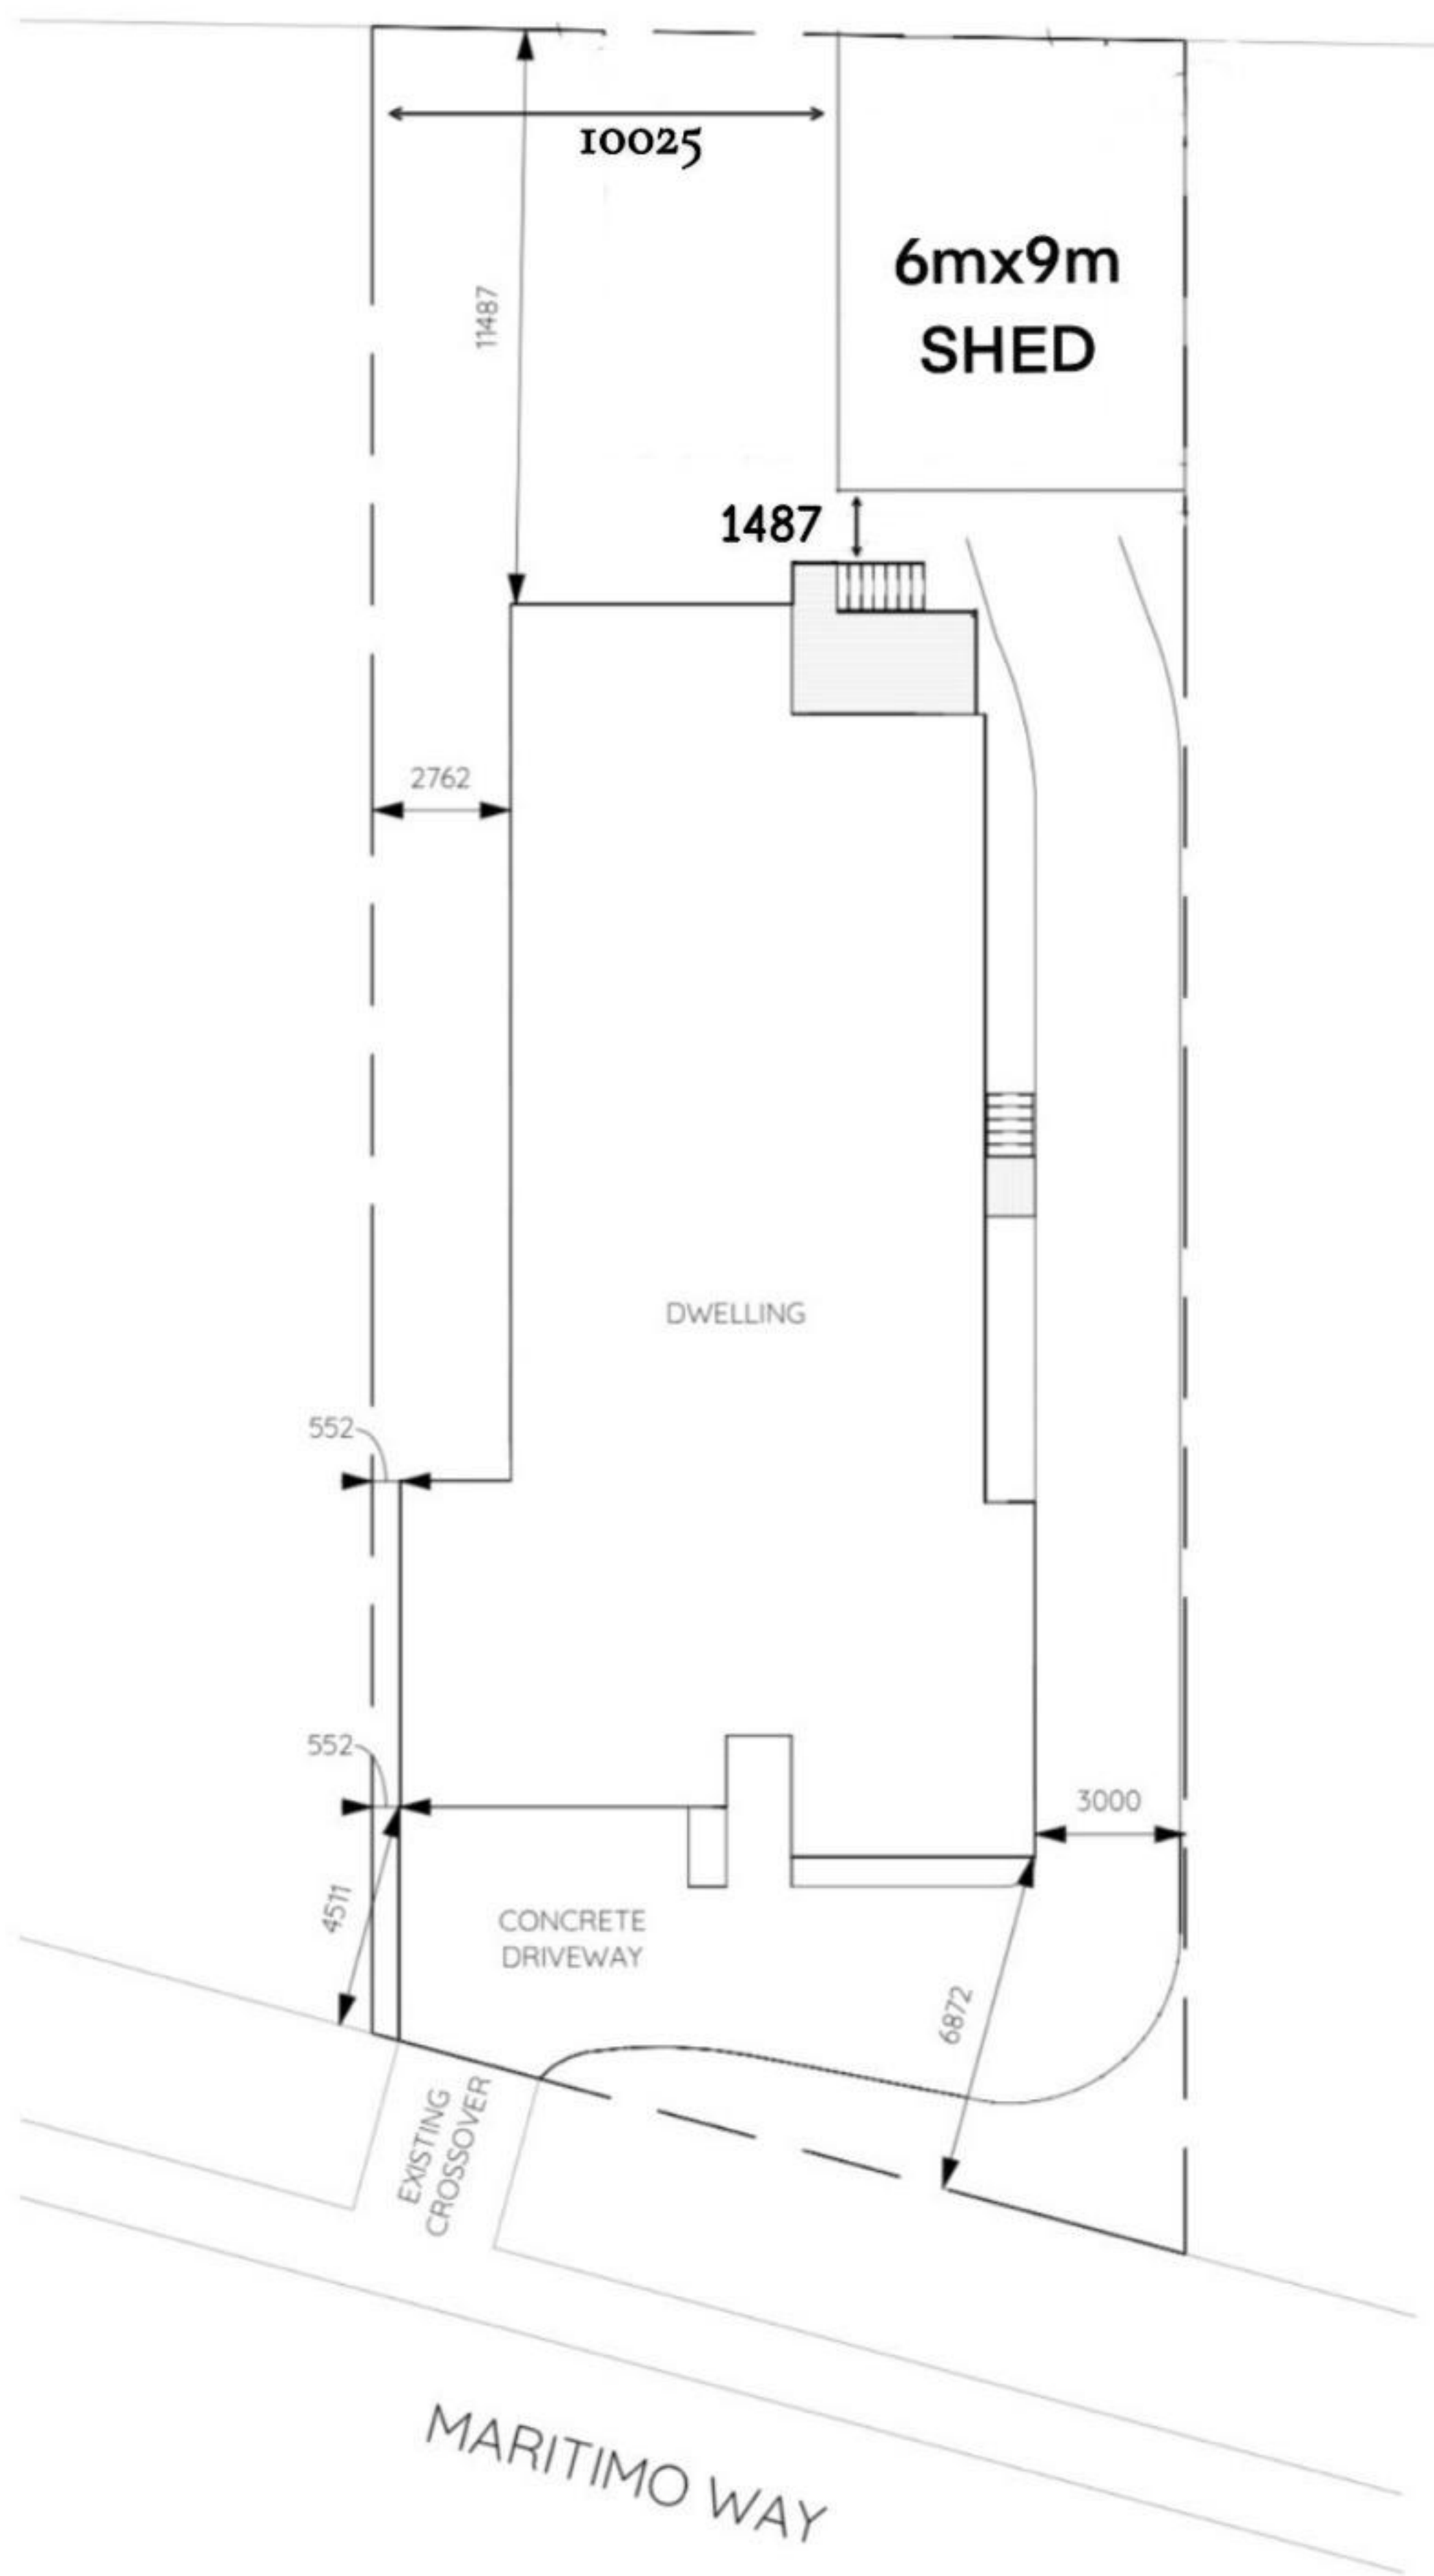 10025
11487
6mx9m
SHED
1487
2762
552
DWELLING
552
3000
4511
CONCRETE
DRIVEWAY
6872
EXISTING
CROSSOVER
MARITIMO WAY